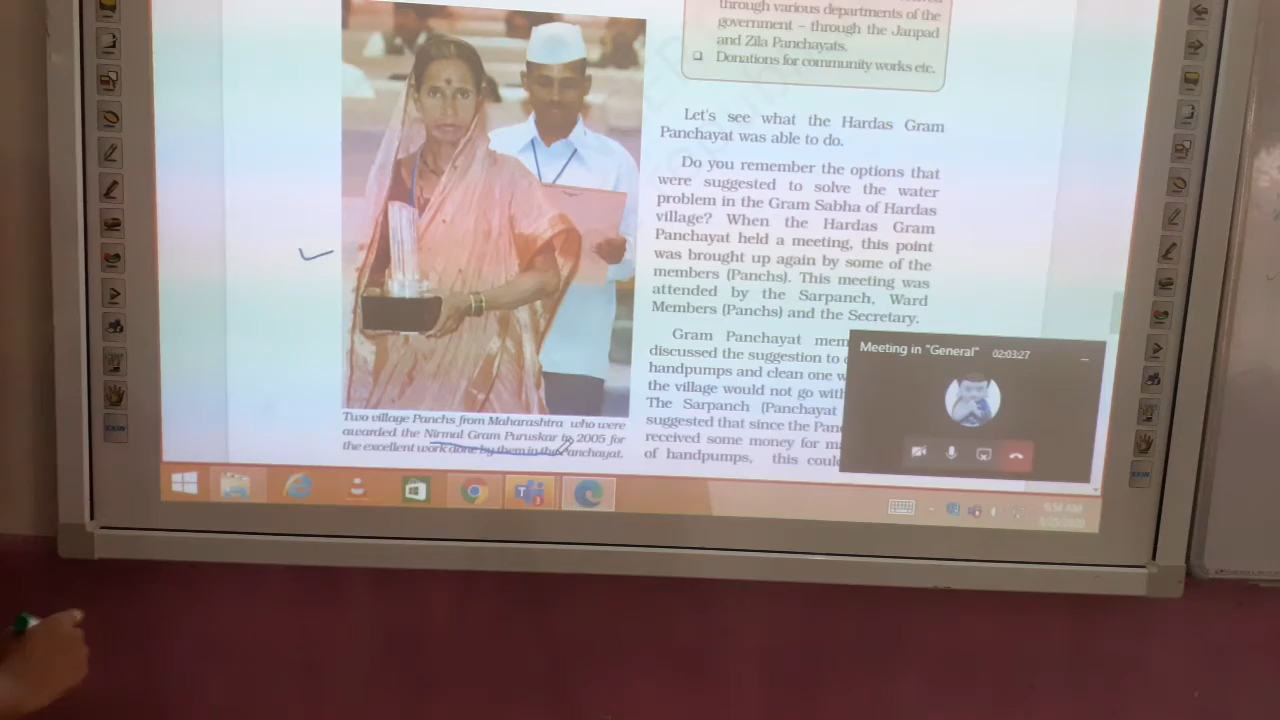 through various departments of the
government – through the Janpad
and Zila Panchayats.
❑ Donations for community works etc.
Let's see what the Hardas Gram
Panchayat was able to do.
Do you remember the options that
were suggested to solve the water
problem in the Gram Sabha of Hardas
village? When the Hardas Gram
Panchayat held a meeting, this point
was brought up again by some of the
members (Panchs). This meeting was
attended by the Sarpanch, Ward
Members (Panchs) and the Secretary.
Gram Panchayat mem
discussed the suggestion to
handpumps and clean one w
the village would not go with
The Sarpanch (Panchayat
suggested that since the Pan
received some money for m
of handpumps, this coul
Two village Panchs from Maharashtra who were
awarded the Nirmal Gram Puruskar in 2005 for
the excellent work done by them in the Panchayat.
Meeting in "General" 02:03:27
9:54 AM